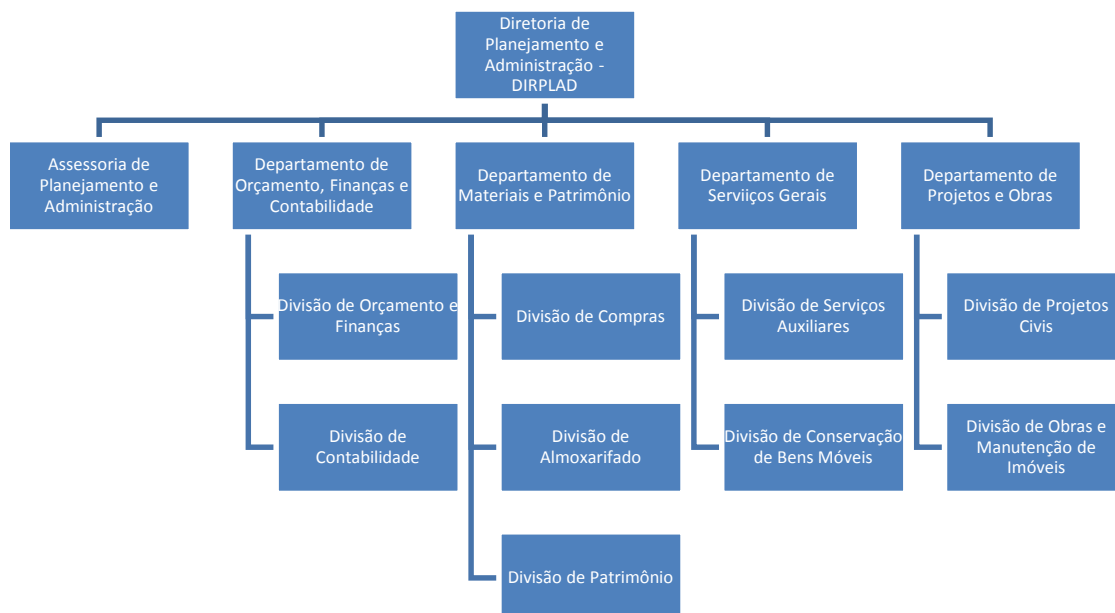 Diretoria de
Planejamento e
Administração -
DIRPLAD
Assessoria de
Planejamento e
Administração
Departamento de
Orçamento, Finanças e
Contabilidade
Departamento de
Materiais e Patrimônio
Departamento de
Serviiços Gerais
Departamento de
Projetos e Obras
Divisão de Orçamento e
Finanças
Divisão de Compras
Divisão de Serviços
Auxiliares
Divisão de Projetos
Civis
Divisão de
Contabilidade
Divisão de
Almoxarifado
Divisão de Conservação
de Bens Móveis
Divisão de Obras e
Manutenção de
Imóveis
Divisão de Patrimônio